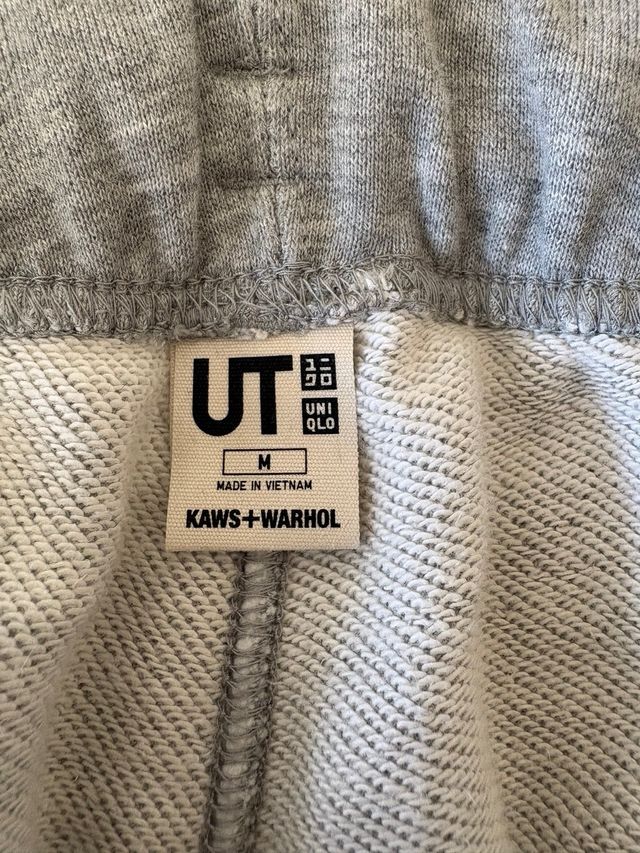 UT
ユニ
クロ
UNI
QLO
M
MADE IN VIETNAM
KAWS+WARHOL